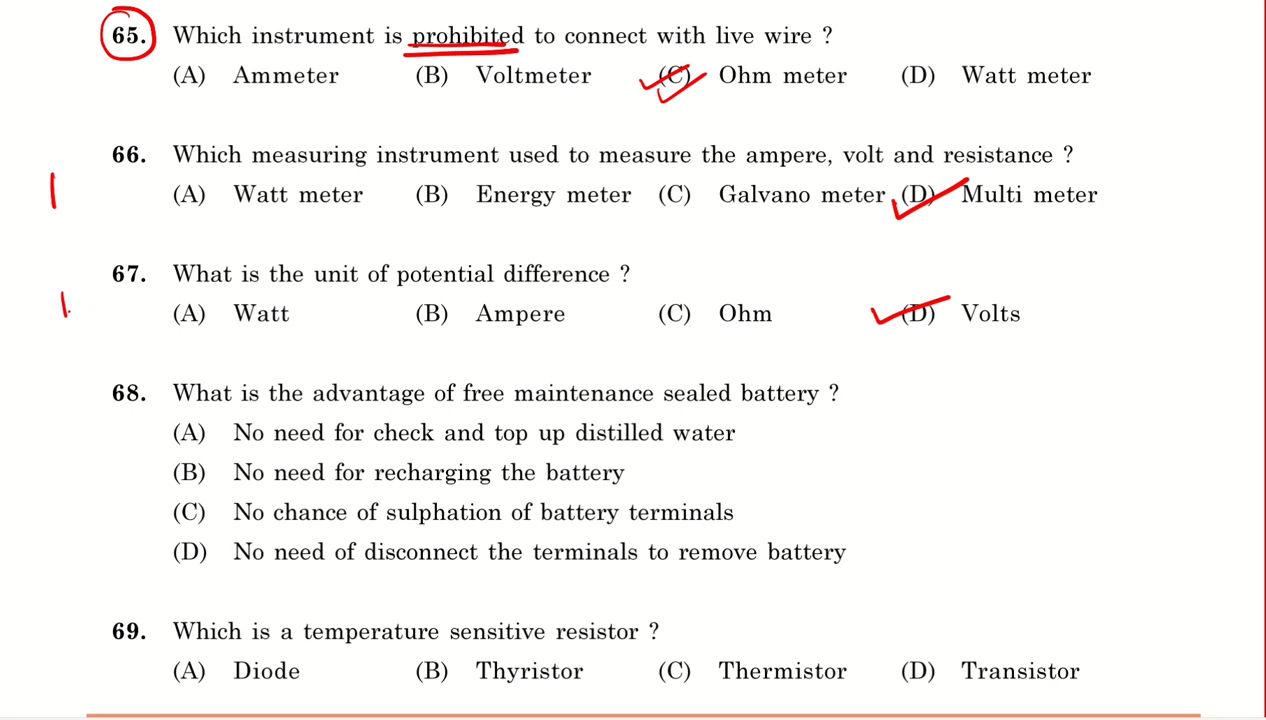 65. Which instrument is prohibited to connect with live wire ?
(A) Ammeter (B) Voltmeter (C) Ohm meter (D) Watt meter
66. Which measuring instrument used to measure the ampere, volt and resistance ?
(A) Watt meter (B) Energy meter (C) Galvano meter (D) Multi meter
67. What is the unit of potential difference ?
(A) Watt (B) Ampere (C) Ohm (D) Volts
68. What is the advantage of free maintenance sealed battery ?
(A) No need for check and top up distilled water
(B) No need for recharging the battery
(C) No chance of sulphation of battery terminals
(D) No need of disconnect the terminals to remove battery
69. Which is a temperature sensitive resistor ?
(A) Diode (B) Thyristor (C) Thermistor (D) Transistor